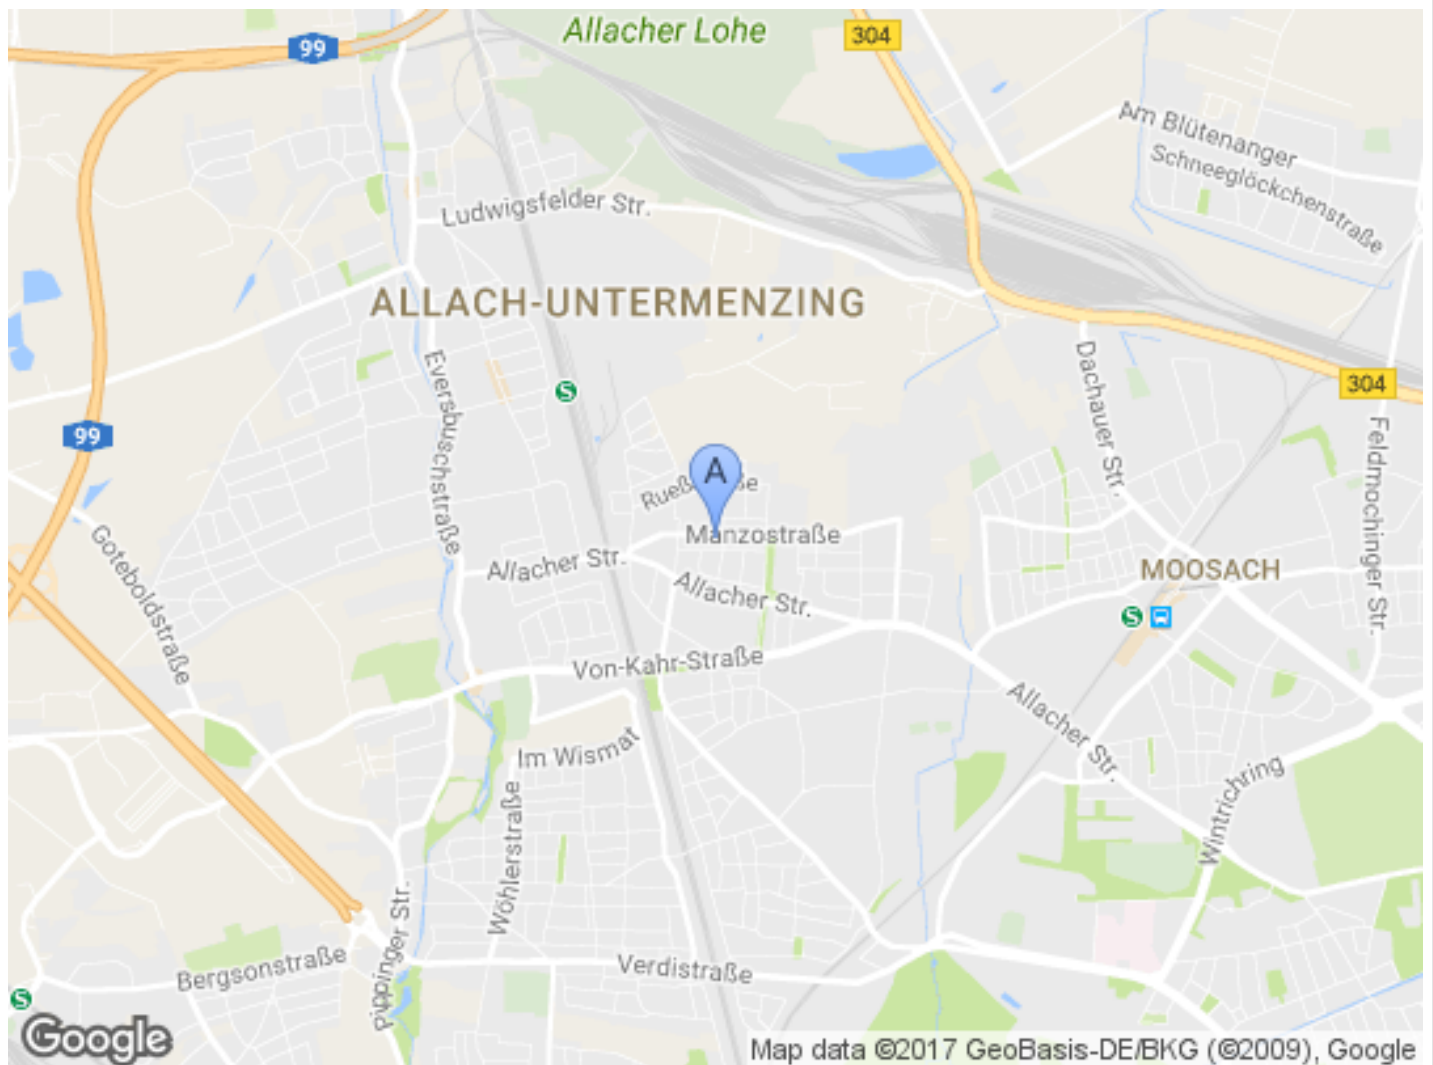 Allacher Lohe
304
99
Am Blütenanger
Schneeglöckchenstraße
Ludwigsfelder Str.
ALLACH-UNTERMENZING
Eversbuschstraße
S
Dachauer Str.
304
99
Feldmochinger Str.
A
Manzostraße
Goteboldstraße
Allacher Str.
Allacher Str.
MOOSACH
S
Von-Kahr-Straße
Allacher Str.
Im Wismat
Wintrichring
Wöhlerstraße
Pippinger Str.
Bergsonstraße
Verdistraße
S
Google
Map data ©2017 GeoBasis-DE/BKG (©2009), Google